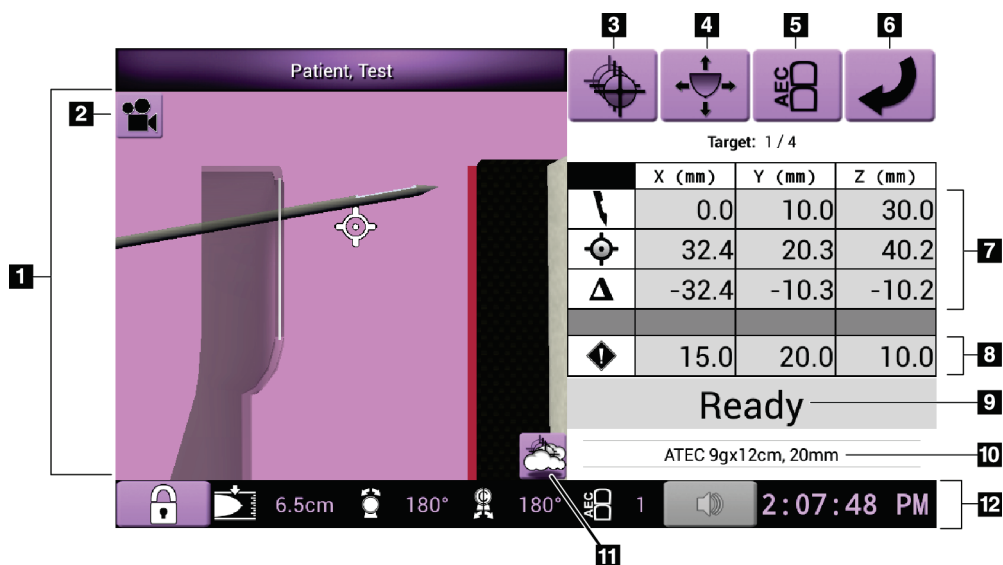 3 4 5 6
Patient, Test
AEC
1
2
Target: 1 / 4
X (mm) Y (mm) Z (mm)
0.0 10.0 30.0
7
32.4 20.3 40.2
Δ -32.4 -10.3 -10.2
! 15.0 20.0 10.0
8
Ready
9
ATEC 9gx12cm, 20mm
10
6.5cm 180° 180° AEC 1 2:07:48 PM
12
11